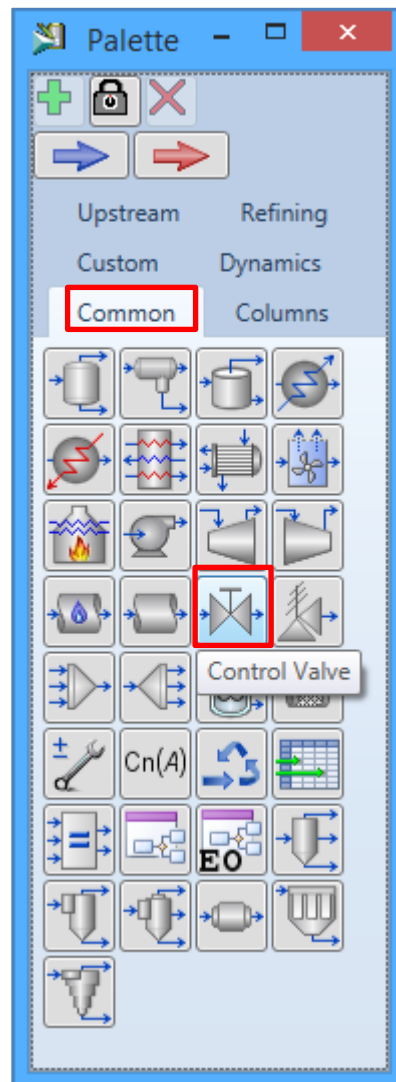 Palette
Upstream Refining
Custom Dynamics
Common Columns
Control Valve
± Cn(A)
EO